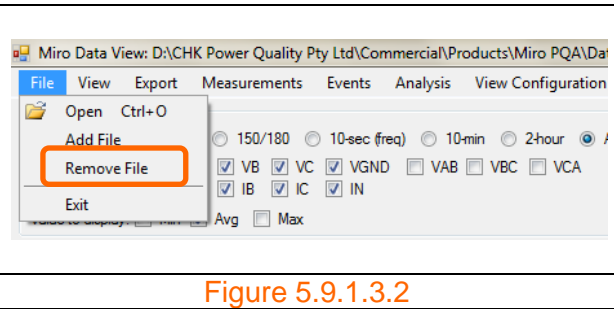 Miro Data View: D:\CHK Power Quality Pty Ltd\Commercial\Products\Miro PQA\Da
File View Export Measurements Events Analysis View Configuration
Open Ctrl+O
Add File
150/180 10-sec (freq) 10-min 2-hour
Remove File
VB VC VGND VAB VBC VCA
IB IC IN
Exit
Avg Max
Figure 5.9.1.3.2